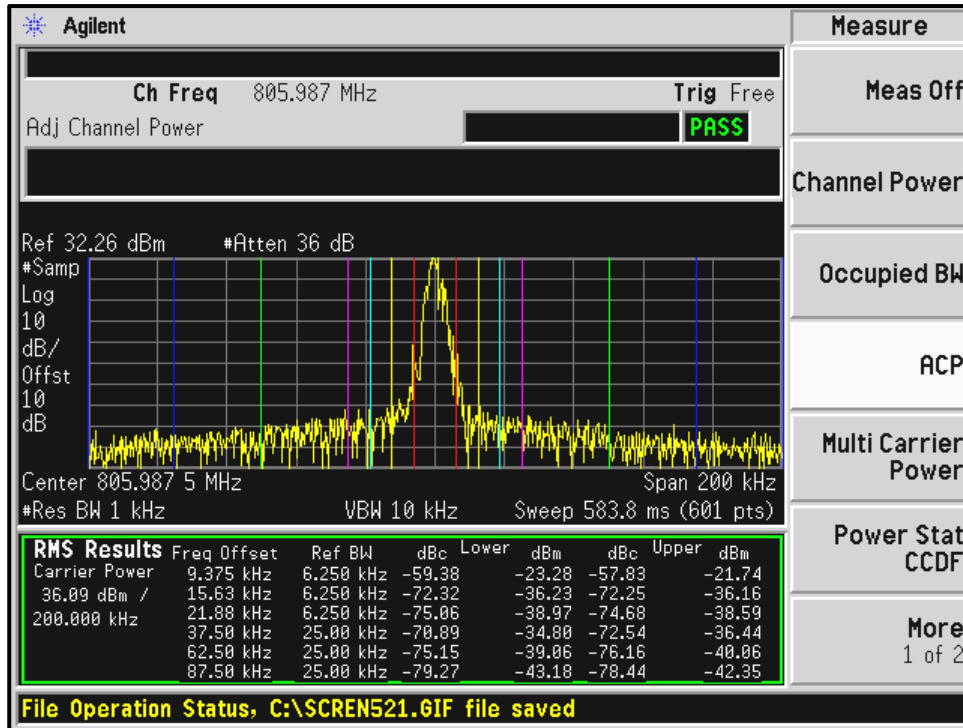 Agilent
Measure
Ch Freq 805.987 MHz Trig Free
Adj Channel Power PASS
Ref 32.26 dBm #Atten 36 dB
#Samp
Log
10
dB/
Offst
10
dB
Center 805.987 5 MHz Span 200 kHz
#Res BW 1 kHz VBW 10 kHz Sweep 583.8 ms (601 pts)
RMS Results Freq Offset Ref BW dBc Lower dBm dBc Upper dBm
Carrier Power 9.375 kHz 6.250 kHz -59.38 -23.28 -57.83 -21.74
36.09 dBm / 15.63 kHz 6.250 kHz -72.32 -36.23 -72.25 -36.16
200.000 kHz 21.88 kHz 6.250 kHz -75.06 -38.97 -74.68 -38.59
37.50 kHz 25.00 kHz -70.89 -34.80 -72.54 -36.44
62.50 kHz 25.00 kHz -75.15 -39.06 -76.16 -40.06
87.50 kHz 25.00 kHz -79.27 -43.18 -78.44 -42.35
File Operation Status, C:\SCREN521.GIF file saved
Meas Off
Channel Power
Occupied BW
ACP
Multi Carrier
Power
Power Stat
CCDF
More
1 of 2